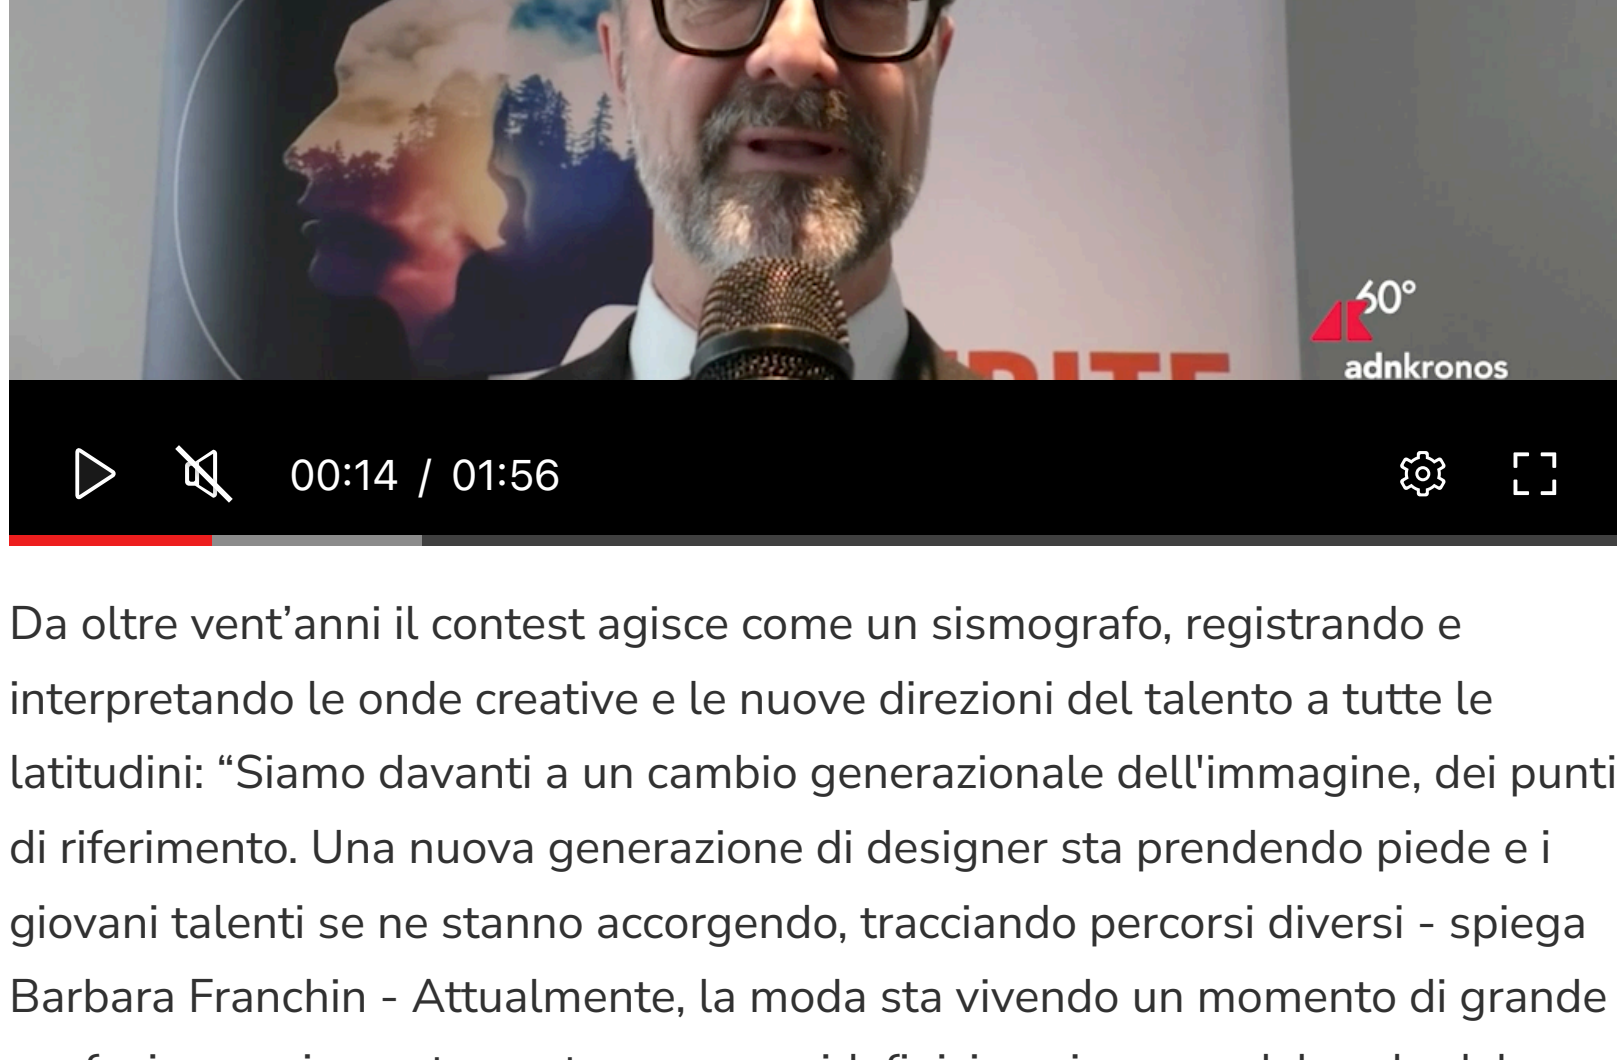 60°
adnkronos
00:14 / 01:56
Da oltre vent’anni il contest agisce come un sismografo, registrando e
interpretando le onde creative e le nuove direzioni del talento a tutte le
latitudini: “Siamo davanti a un cambio generazionale dell'immagine, dei punti
di riferimento. Una nuova generazione di designer sta prendendo piede e i
giovani talenti se ne stanno accorgendo, tracciando percorsi diversi - spiega
Barbara Franchin - Attualmente, la moda sta vivendo un momento di grande